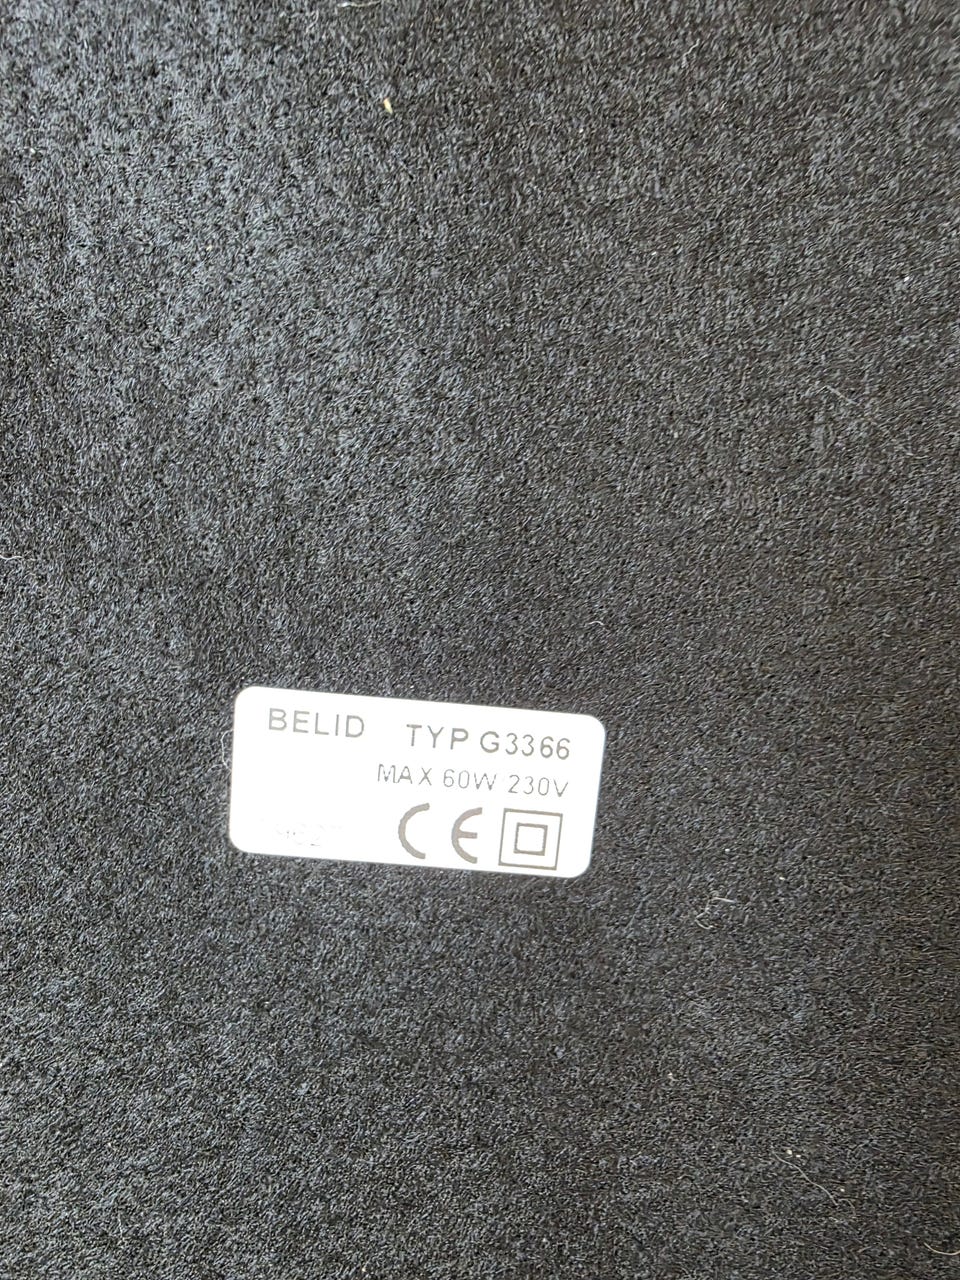 BELID TYP G3366
MAX 60W 230V
CE